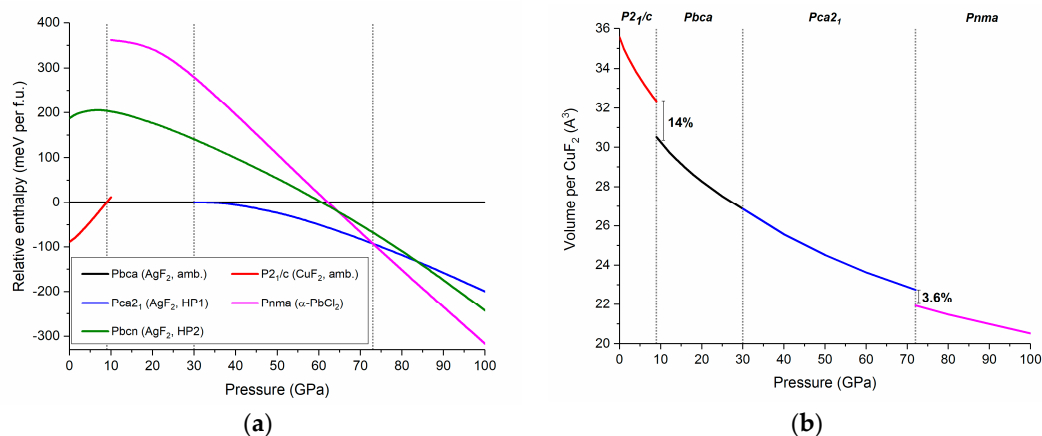 400
300
200
100
0
-100
-200
-300
Relative enthalpy (meV per f.u.)
Pbca (AgF₂, amb.) P2₁/c (CuF₂, amb.)
Pca2₁ (AgF₂, HP1) Pnma (α-PbCl₂)
Pbcn (AgF₂, HP2)
0 10 20 30 40 50 60 70 80 90 100
Pressure (GPa)
(a)
P2₁/c Pbca Pca2₁ Pnma
36
34
32
30
28
26
24
22
20
Volume per CuF₂ (A³)
14%
3.6%
0 10 20 30 40 50 60 70 80 90 100
Pressure (GPa)
(b)